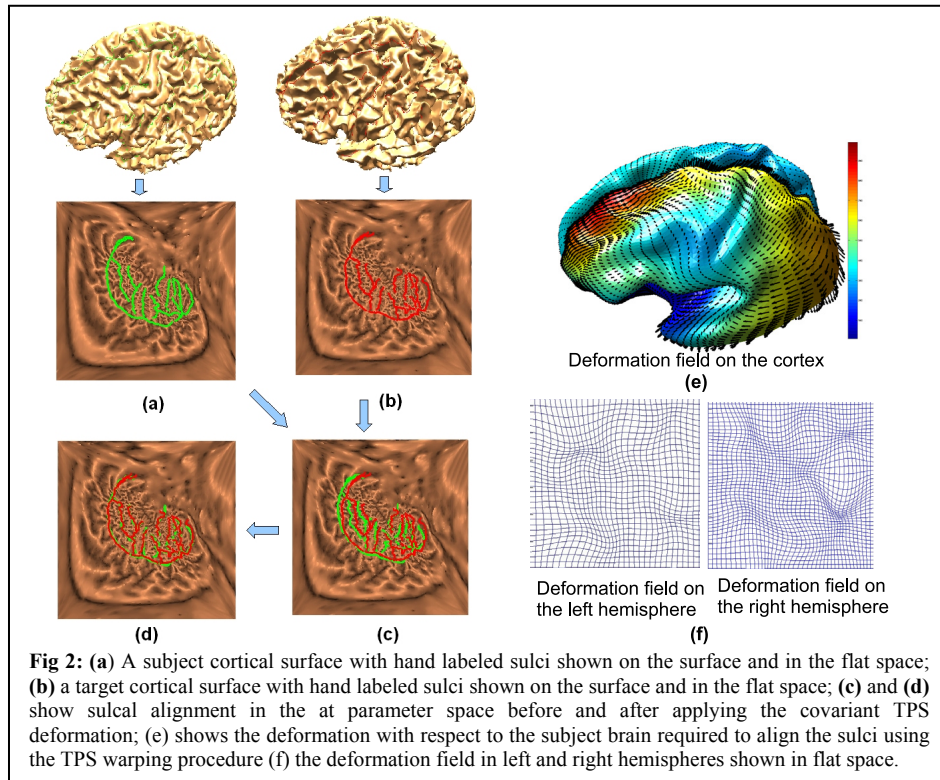 (a)
(b)
Deformation field on the cortex
(e)
(d)
(c)
Deformation field on
the left hemisphere
Deformation field on
the right hemisphere
(f)
Fig 2: (a) A subject cortical surface with hand labeled sulci shown on the surface and in the flat space;
(b) a target cortical surface with hand labeled sulci shown on the surface and in the flat space; (c) and (d)
show sulcal alignment in the at parameter space before and after applying the covariant TPS
deformation; (e) shows the deformation with respect to the subject brain required to align the sulci using
the TPS warping procedure (f) the deformation field in left and right hemispheres shown in flat space.